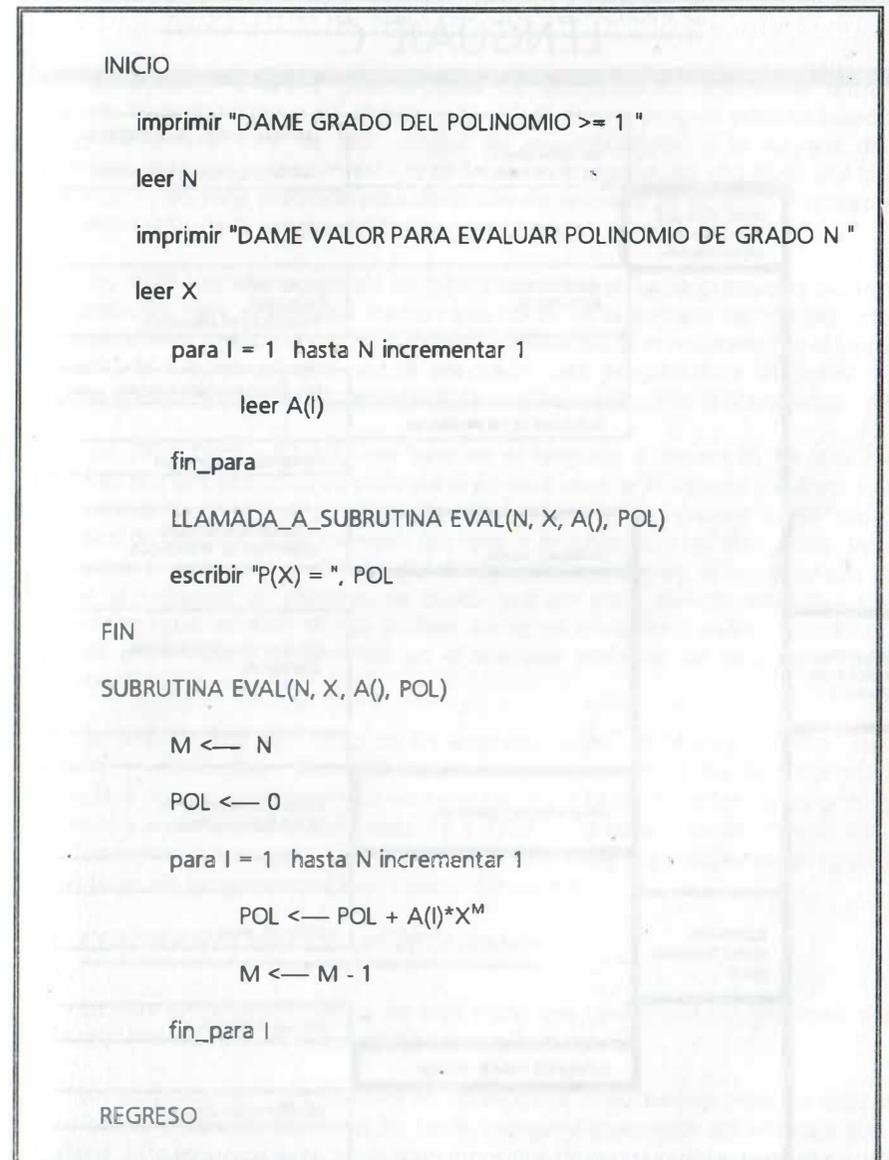 INICIO
imprimir "DAME GRADO DEL POLINOMIO >= 1 "
leer N
imprimir "DAME VALOR PARA EVALUAR POLINOMIO DE GRADO N "
leer X
para I = 1 hasta N incrementar 1
leer A(I)
fin_para
LLAMADA_A_SUBRUTINA EVAL(N, X, A(), POL)
escribir "P(X) = ", POL
FIN
SUBRUTINA EVAL(N, X, A(), POL)
M <— N
POL <— 0
para I = 1 hasta N incrementar 1
POL <— POL + A(I)*X^M
M <— M - 1
fin_para I
REGRESO